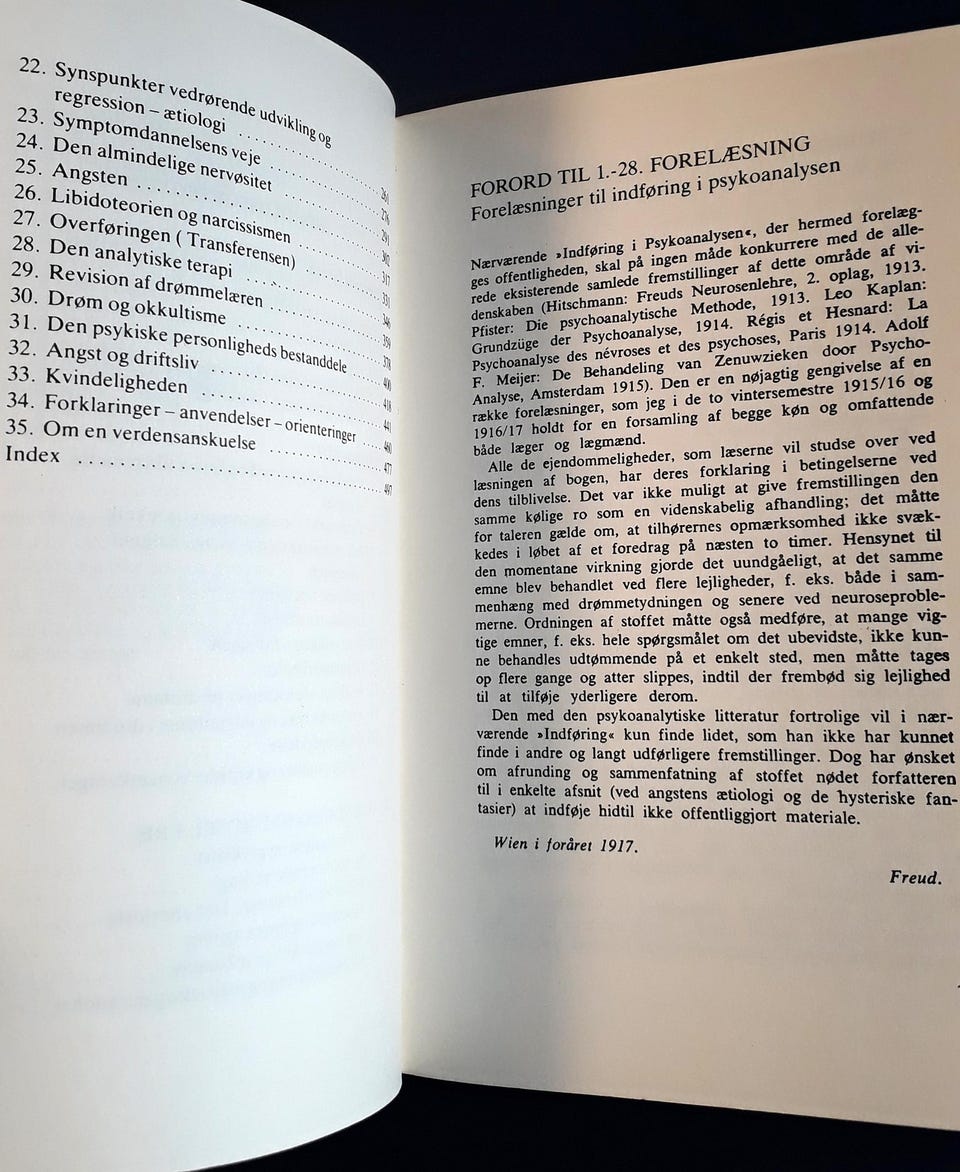 22. Synspunkter vedrørende udvikling og
regression – ætiologi .......... 261
23. Symptomdannelsens veje .......... 276
24. Den almindelige nervøsitet .......... 291
25. Angsten .......... 302
26. Libidoteorien og narcissismen .......... 317
27. Overføringen ( Transferensen) .......... 331
28. Den analytiske terapi .......... 346
29. Revision af drømmelæren .......... 359
30. Drøm og okkultisme .......... 378
31. Den psykiske personligheds bestanddele .......... 400
32. Angst og driftsliv .......... 418
33. Kvindeligheden .......... 441
34. Forklaringer – anvendelser – orienteringer .... 460
35. Om en verdensanskuelse .......... 477
Index .......... 497
FORORD TIL 1.-28. FORELÆSNING
Forelæsninger til indføring i psykoanalysen
Nærværende »Indføring i Psykoanalysen«, der hermed forelæg-
ges offentligheden, skal på ingen måde konkurrere med de alle-
rede eksisterende samlede fremstillinger af dette område af vi-
denskaben (Hitschmann: Freuds Neurosenlehre, 2. oplag, 1913.
Pfister: Die psychoanalytische Methode, 1913. Leo Kaplan:
Grundzüge der Psychoanalyse, 1914. Régis et Hesnard: La
Psychoanalyse des névroses et des psychoses, Paris 1914. Adolf
F. Meijer: De Behandeling van Zenuwzieken door Psycho-
Analyse, Amsterdam 1915). Den er en nøjagtig gengivelse af en
række forelæsninger, som jeg i de to vintersemestre 1915/16 og
1916/17 holdt for en forsamling af begge køn og omfattende
både læger og lægmænd.
Alle de ejendommeligheder, som læserne vil studse over ved
læsningen af bogen, har deres forklaring i betingelserne ved
dens tilblivelse. Det var ikke muligt at give fremstillingen den
samme kølige ro som en videnskabelig afhandling; det måtte
for taleren gælde om, at tilhørernes opmærksomhed ikke svæk-
kedes i løbet af et foredrag på næsten to timer. Hensynet til
den momentane virkning gjorde det uundgåeligt, at det samme
emne blev behandlet ved flere lejligheder, f. eks. både i sam-
menhæng med drømmetydningen og senere ved neuroseproble-
merne. Ordningen af stoffet måtte også medføre, at mange vig-
tige emner, f. eks. hele spørgsmålet om det ubevidste, ikke kun-
ne behandles udtømmende på et enkelt sted, men måtte tages
op flere gange og atter slippes, indtil der frembød sig lejlighed
til at tilføje yderligere derom.
Den med den psykoanalytiske litteratur fortrolige vil i nær-
værende »Indføring« kun finde lidet, som han ikke har kunnet
finde i andre og langt udførligere fremstillinger. Dog har ønsket
om afrunding og sammenfatning af stoffet nødet forfatteren
til i enkelte afsnit (ved angstens ætiologi og de hysteriske fan-
tasier) at indføje hidtil ikke offentliggjort materiale.
Wien i foråret 1917.
Freud.